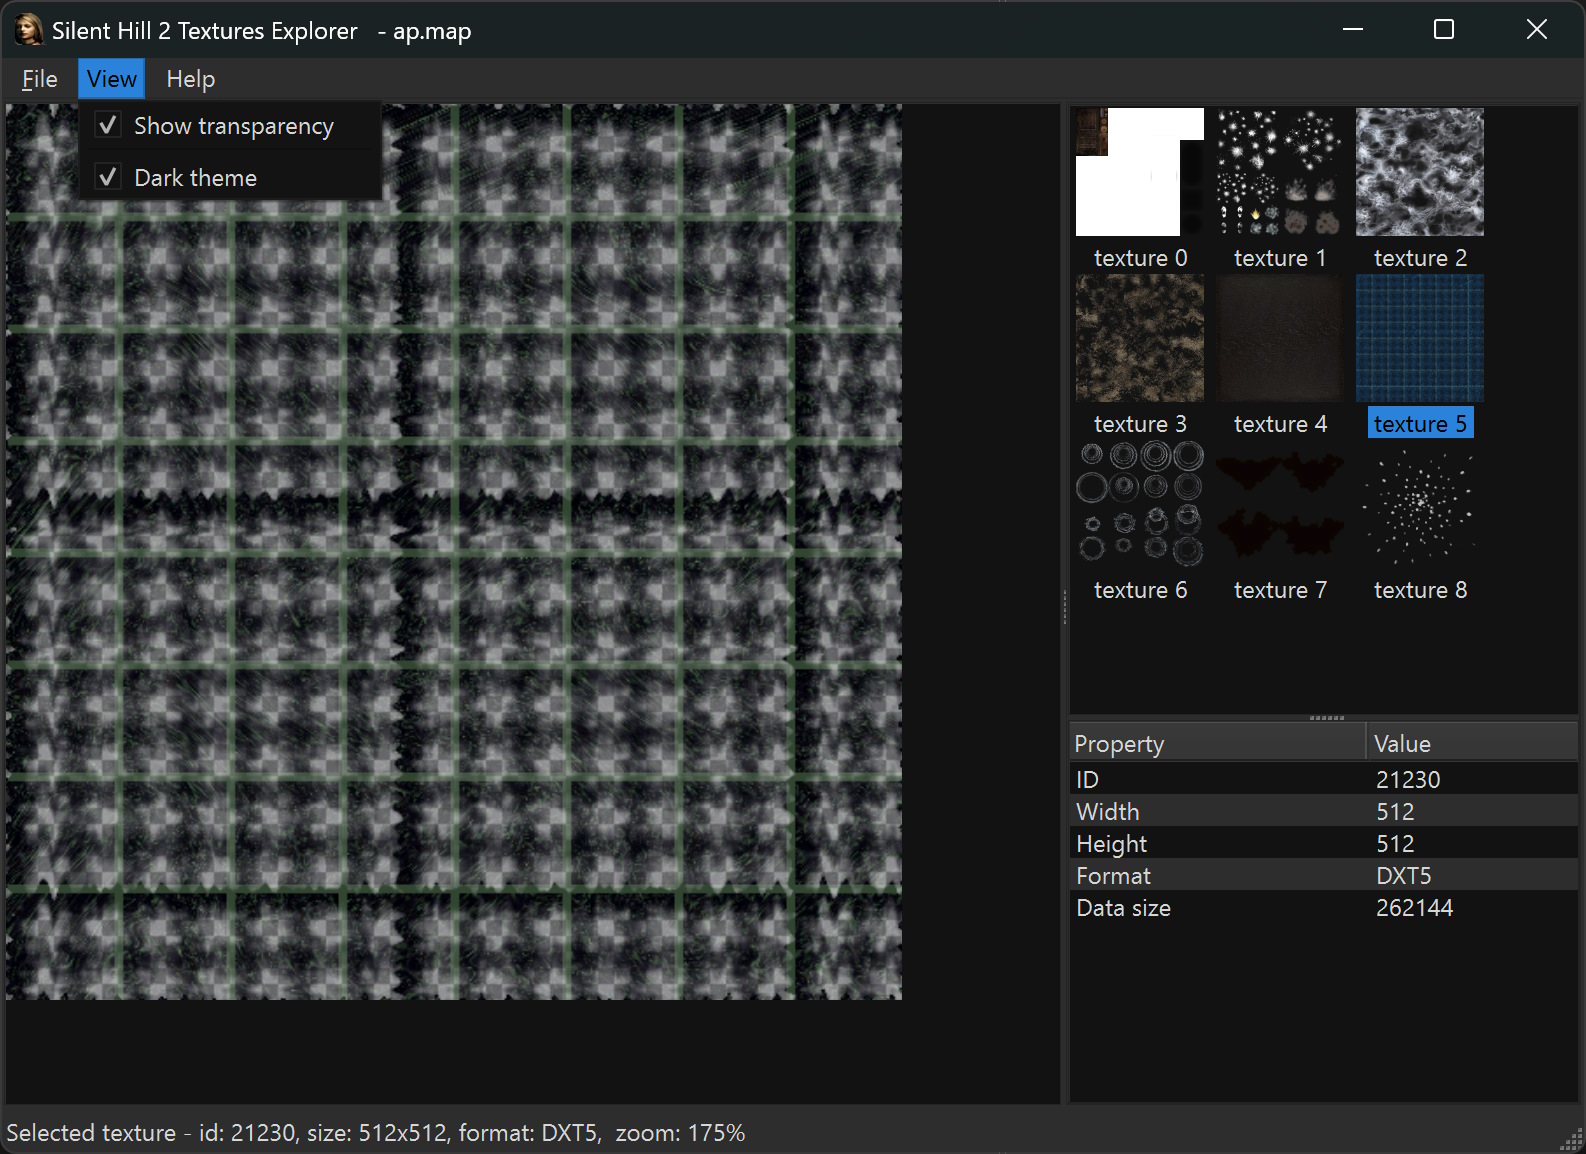 Silent Hill 2 Textures Explorer - ap.map
File View Help
Show transparency
Dark theme
texture 0 texture 1 texture 2
texture 3 texture 4 texture 5
texture 6 texture 7 texture 8
Property Value
ID 21230
Width 512
Height 512
Format DXT5
Data size 262144
Selected texture - id: 21230, size: 512x512, format: DXT5, zoom: 175%